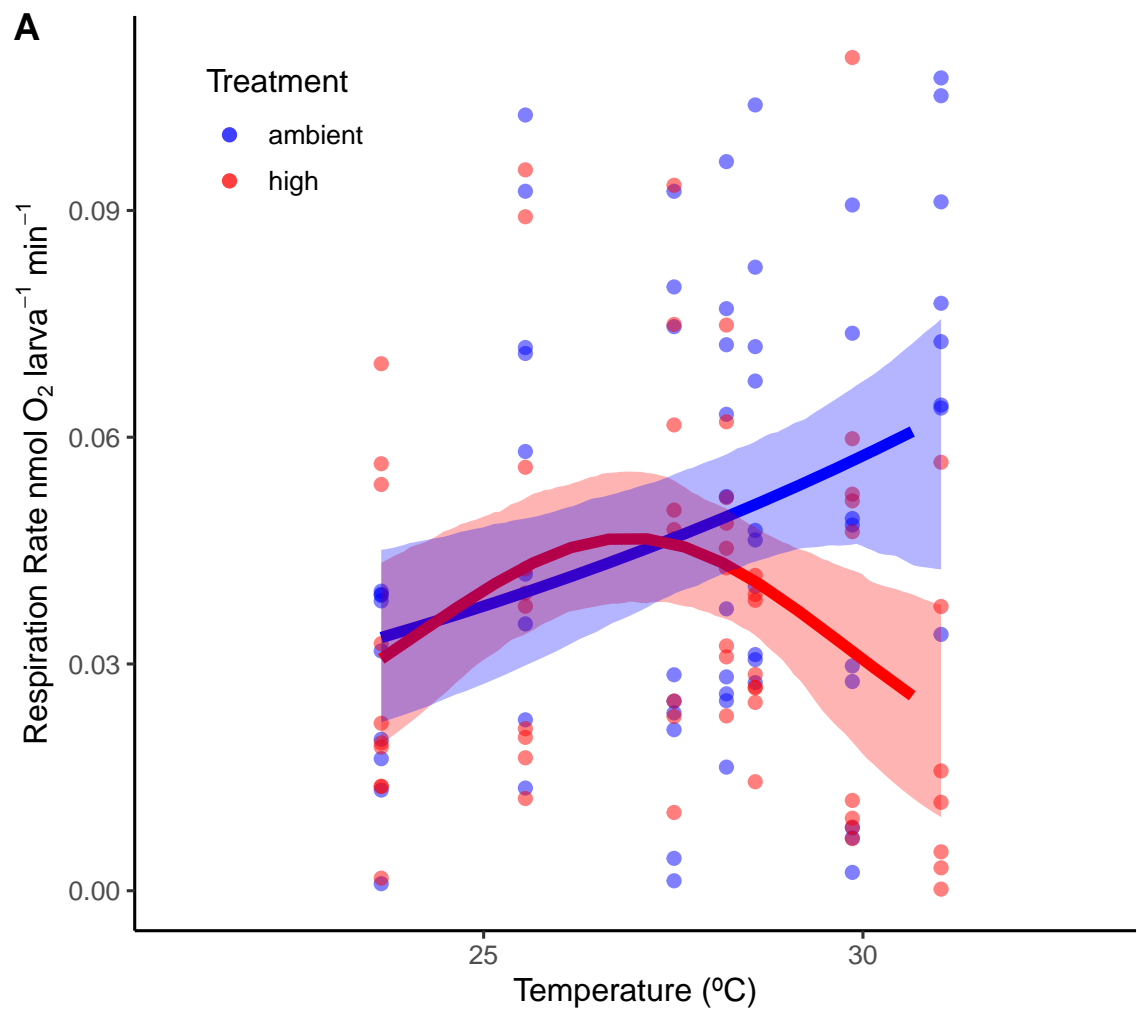 A
Treatment
ambient
high
0.09
0.06
0.03
0.00
Respiration Rate nmol O₂ larva⁻¹ min⁻¹
25 30
Temperature (ºC)